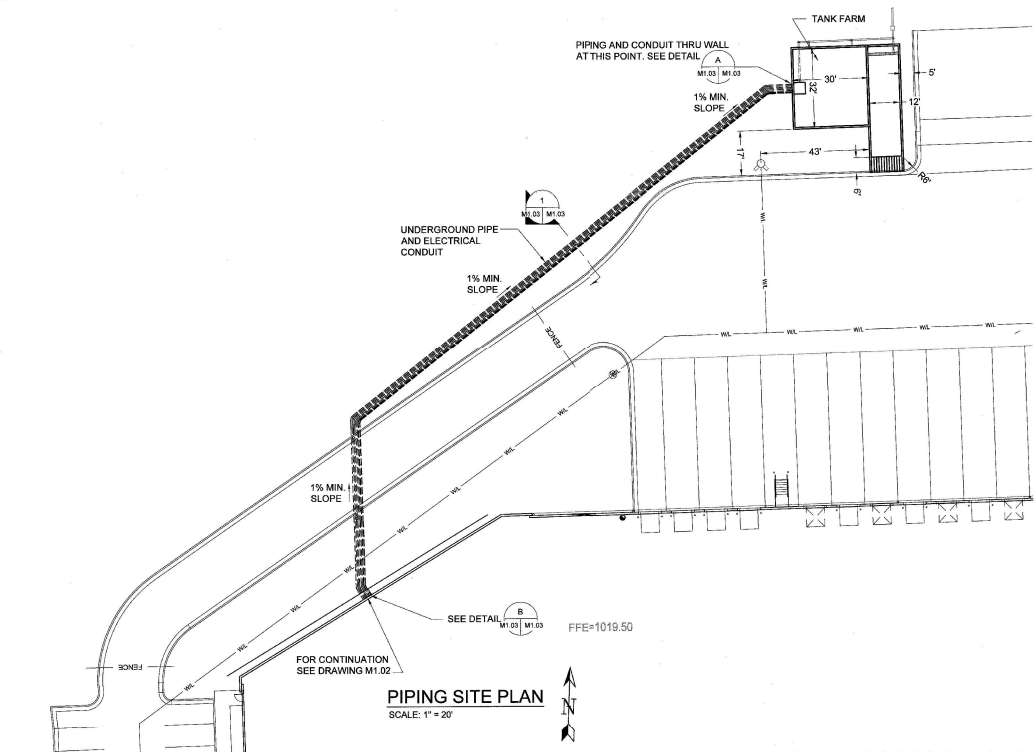 TANK FARM
PIPING AND CONDUIT THRU WALL
AT THIS POINT. SEE DETAIL
A
M1.03 M1.03
5'
30'
32'
1% MIN.
SLOPE
12'
17'
43'
6'
R8'
1
M1.03 M1.03
UNDERGROUND PIPE
AND ELECTRICAL
CONDUIT
W/L
W/L
1% MIN.
SLOPE
FENCE
W/L
W/L
W/L
W/L
W/L
W/L
W/L
W/L
W/L
1% MIN.
SLOPE
W/L
W/L
W/L
B
SEE DETAIL
M1.03 M1.03
FFE=1019.50
W/L
FENCE
FOR CONTINUATION
SEE DRAWING M1.02
W/L
PIPING SITE PLAN
N
SCALE: 1" = 20'